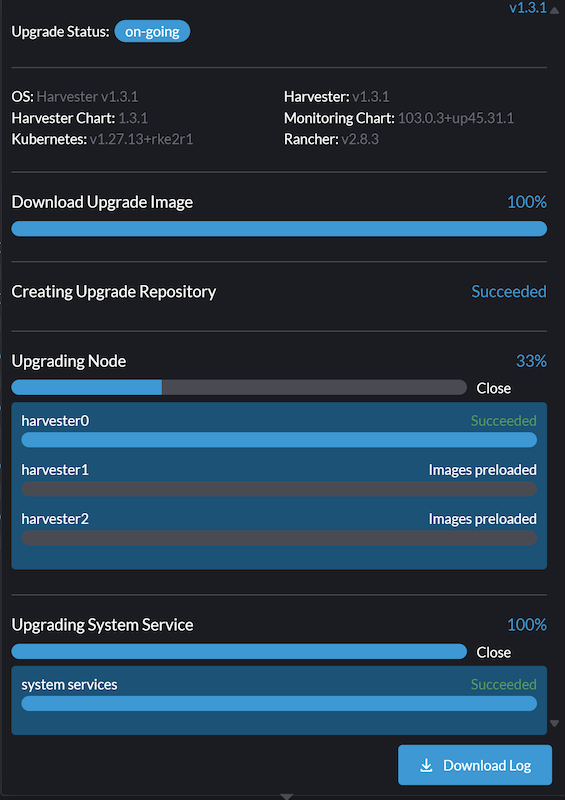 v1.3.1
Upgrade Status: on-going
OS: Harvester v1.3.1 Harvester: v1.3.1
Harvester Chart: 1.3.1 Monitoring Chart: 103.0.3+up45.31.1
Kubernetes: v1.27.13+rke2r1 Rancher: v2.8.3
Download Upgrade Image 100%
Creating Upgrade Repository Succeeded
Upgrading Node 33%
Close
harvester0 Succeeded
harvester1 Images preloaded
harvester2 Images preloaded
Upgrading System Service 100%
Close
system services Succeeded
Download Log